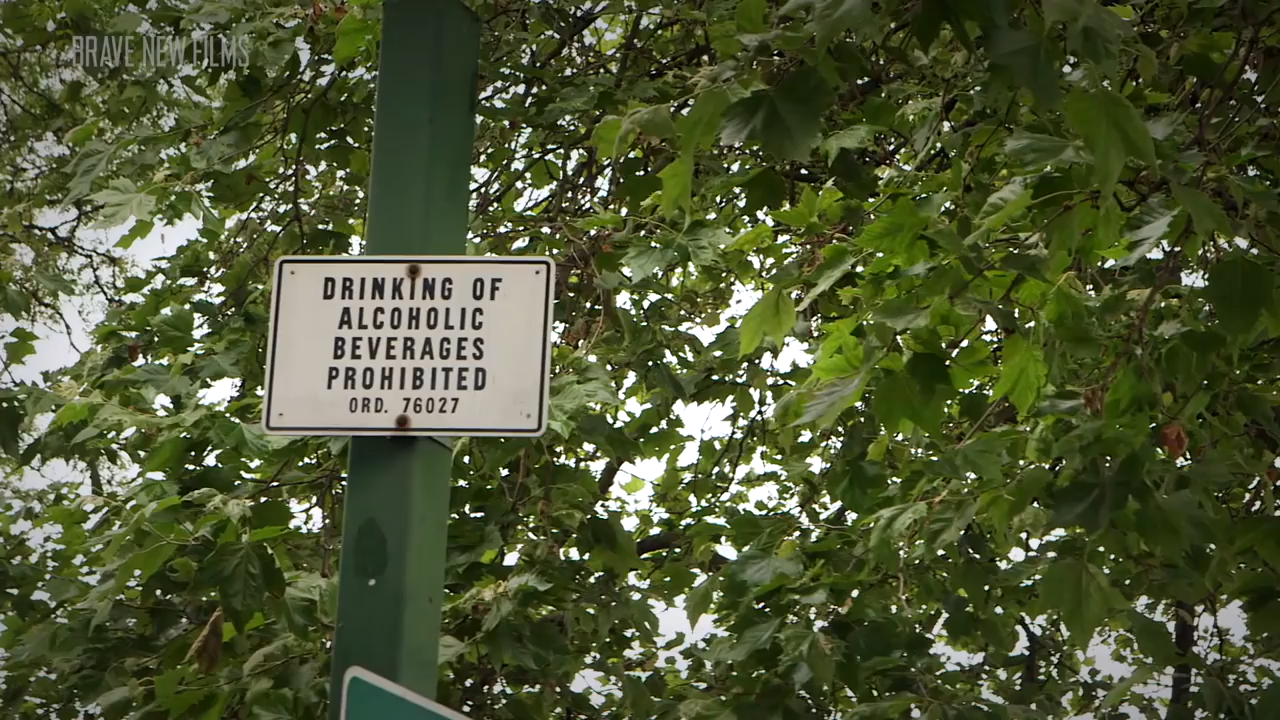 BRAVE NEW FILMS
DRINKING OF
ALCOHOLIC
BEVERAGES
PROHIBITED
ORD. 76027